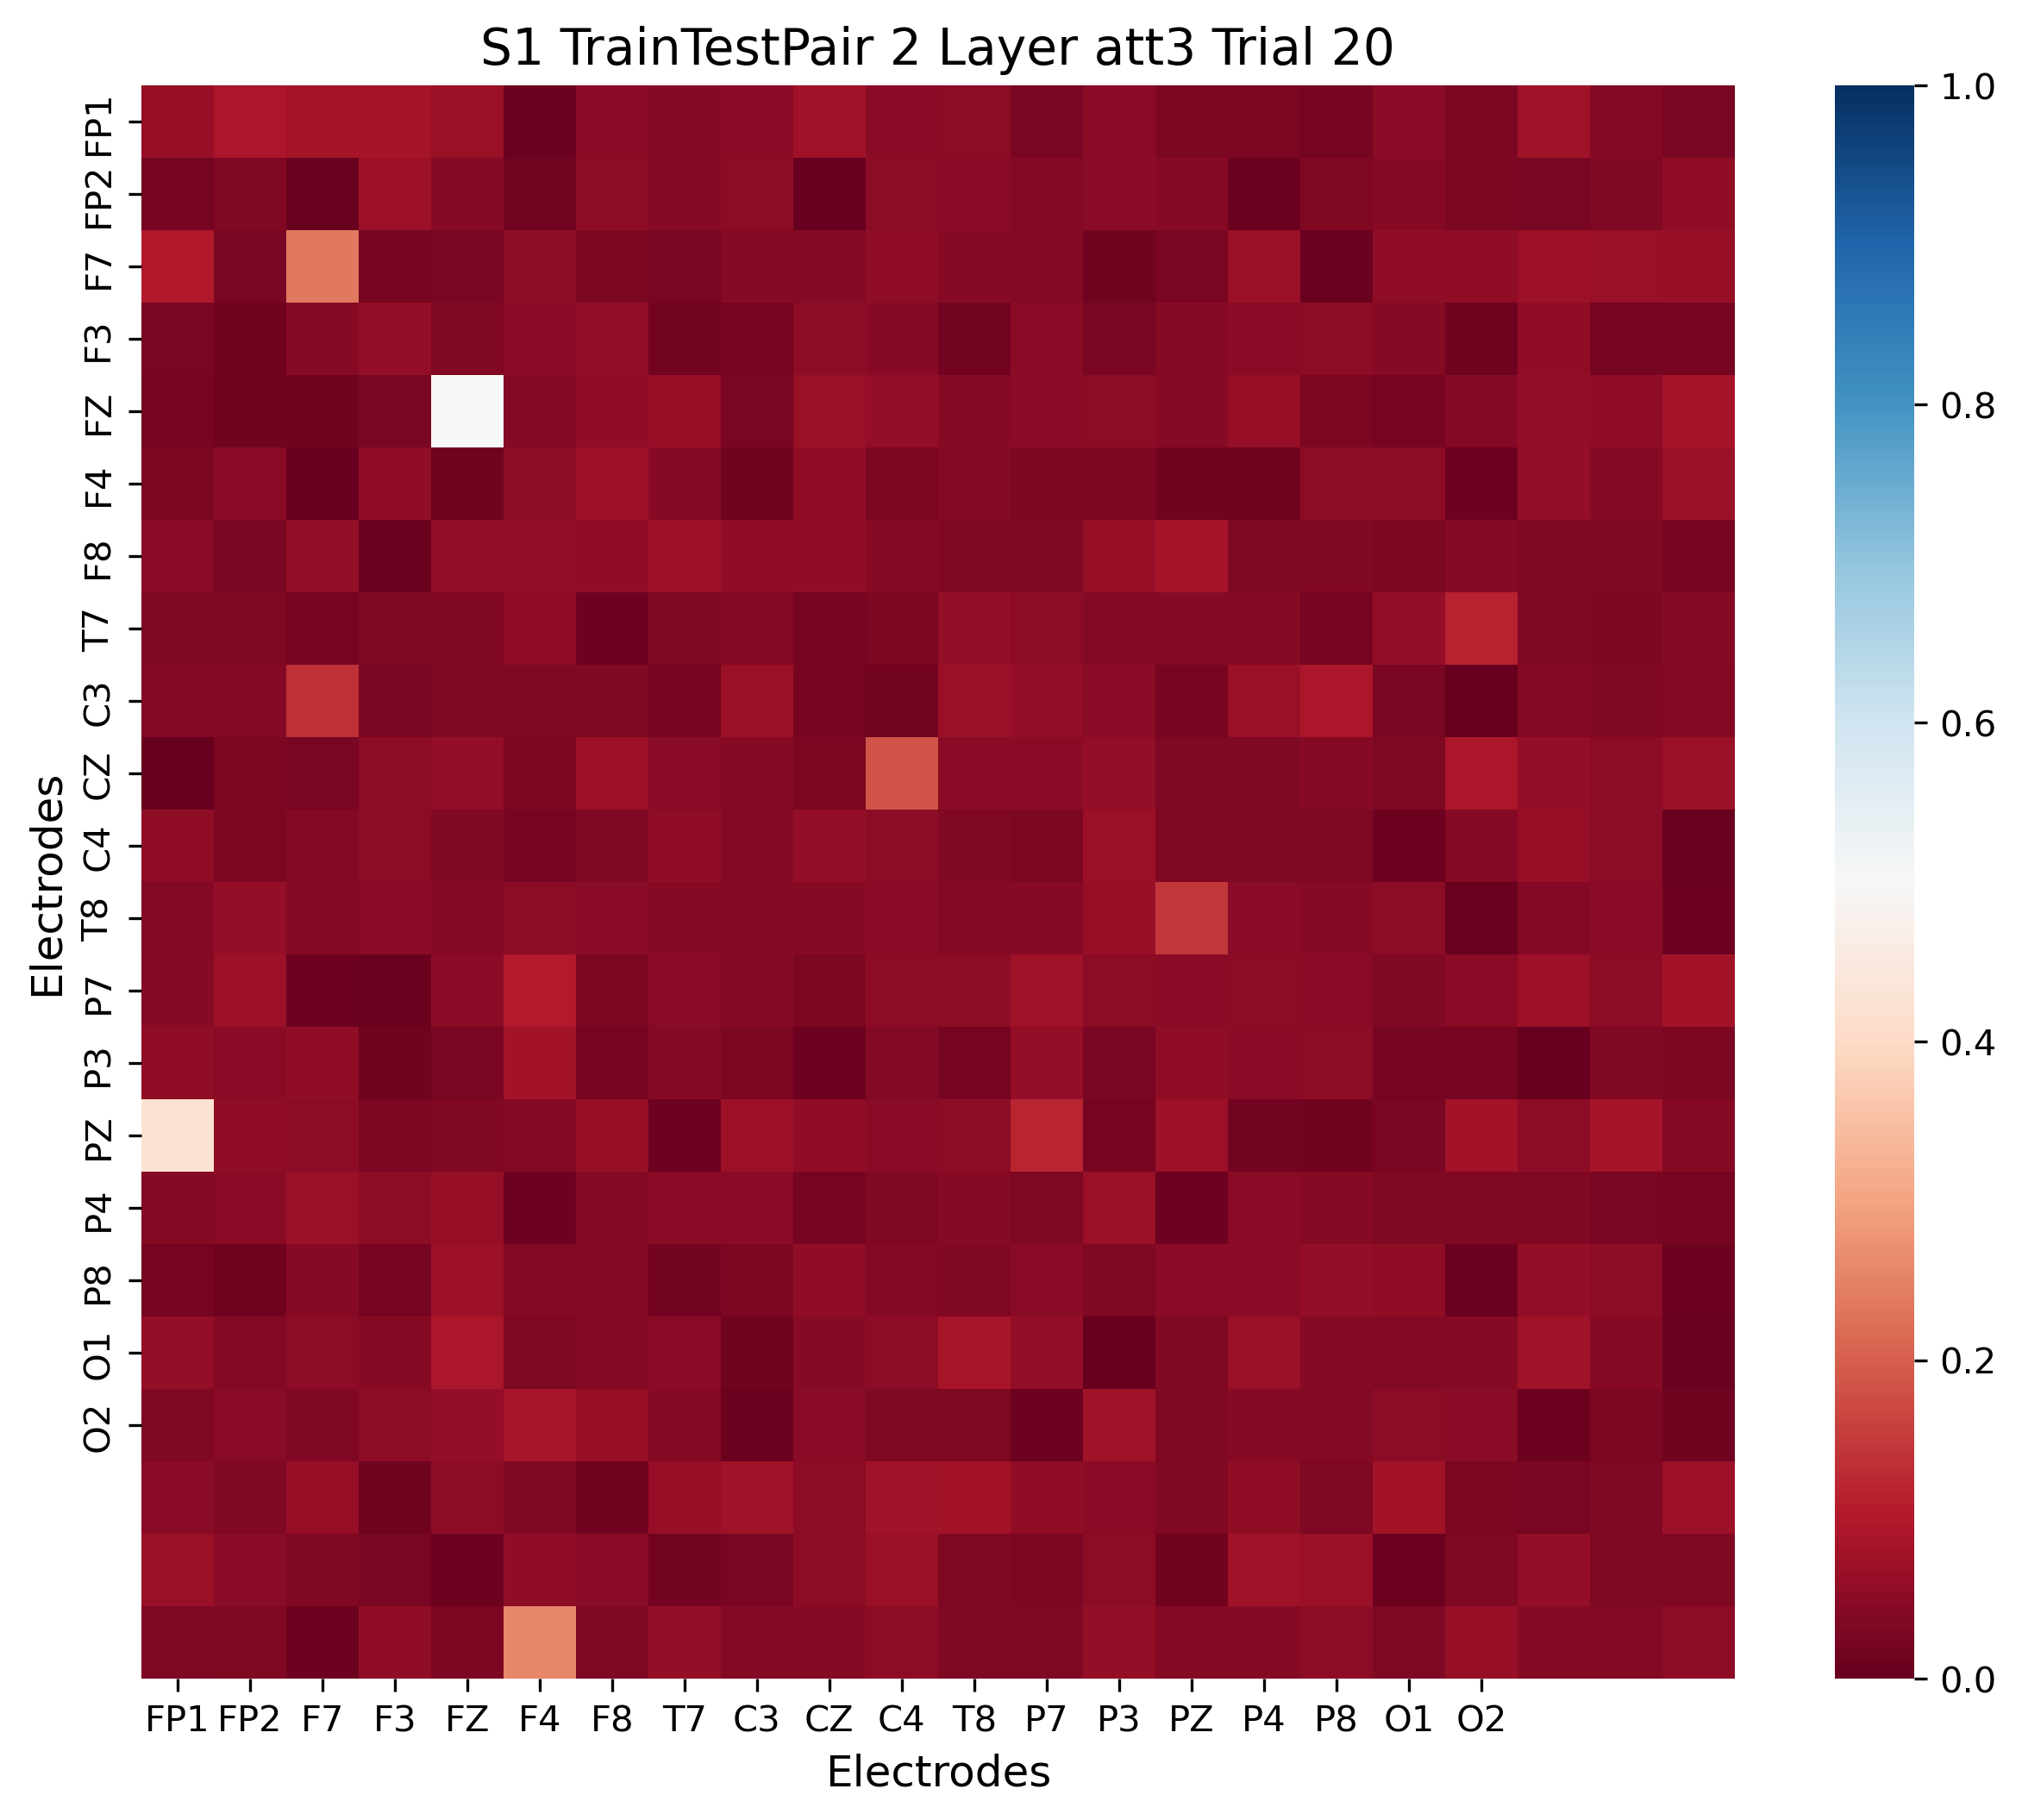 S1 TrainTestPair 2 Layer att3 Trial 20
Electrodes
FP1
FP2
F7
F3
FZ
F4
F8
T7
C3
CZ
C4
T8
P7
P3
PZ
P4
P8
O1
O2
FP1 FP2 F7 F3 FZ F4 F8 T7 C3 CZ C4 T8 P7 P3 PZ P4 P8 O1 O2
Electrodes
1.0
0.8
0.6
0.4
0.2
0.0